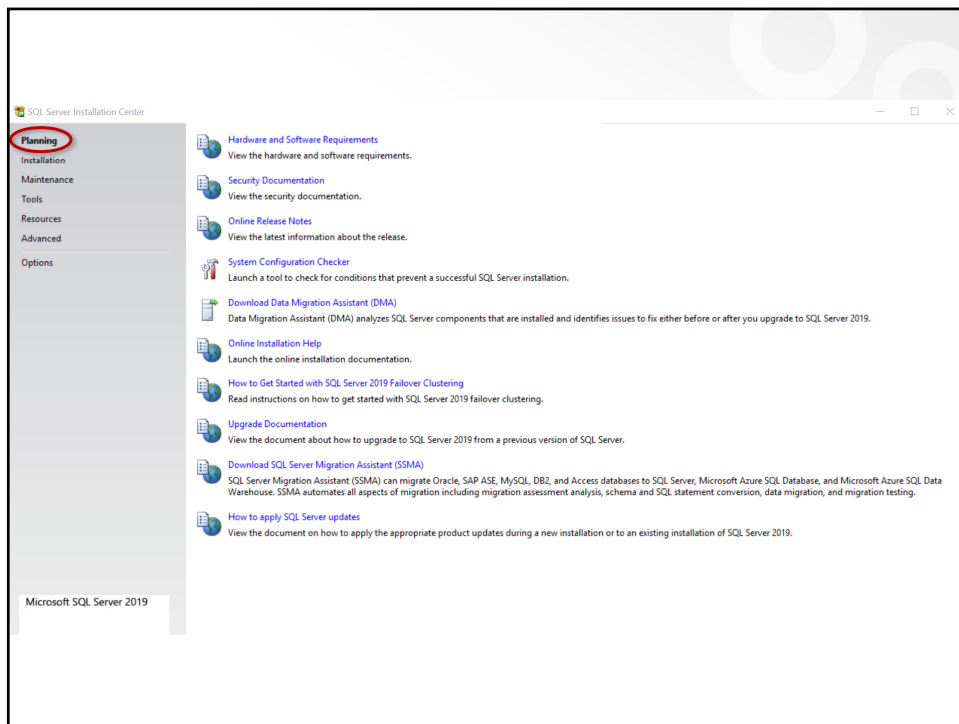 SQL Server Installation Center
Planning
Installation
Maintenance
Tools
Resources
Advanced
Options
Hardware and Software Requirements
View the hardware and software requirements.
Security Documentation
View the security documentation.
Online Release Notes
View the latest information about the release.
System Configuration Checker
Launch a tool to check for conditions that prevent a successful SQL Server installation.
Download Data Migration Assistant (DMA)
Data Migration Assistant (DMA) analyzes SQL Server components that are installed and identifies issues to fix either before or after you upgrade to SQL Server 2019.
Online Installation Help
Launch the online installation documentation.
How to Get Started with SQL Server 2019 Failover Clustering
Read instructions on how to get started with SQL Server 2019 failover clustering.
Upgrade Documentation
View the document about how to upgrade to SQL Server 2019 from a previous version of SQL Server.
Download SQL Server Migration Assistant (SSMA)
SQL Server Migration Assistant (SSMA) can migrate Oracle, SAP ASE, MySQL, DB2, and Access databases to SQL Server, Microsoft Azure SQL Database, and Microsoft Azure SQL Data
Warehouse. SSMA automates all aspects of migration including migration assessment analysis, schema and SQL statement conversion, data migration, and migration testing.
How to apply SQL Server updates
View the document on how to apply the appropriate product updates during a new installation or to an existing installation of SQL Server 2019.
Microsoft SQL Server 2019